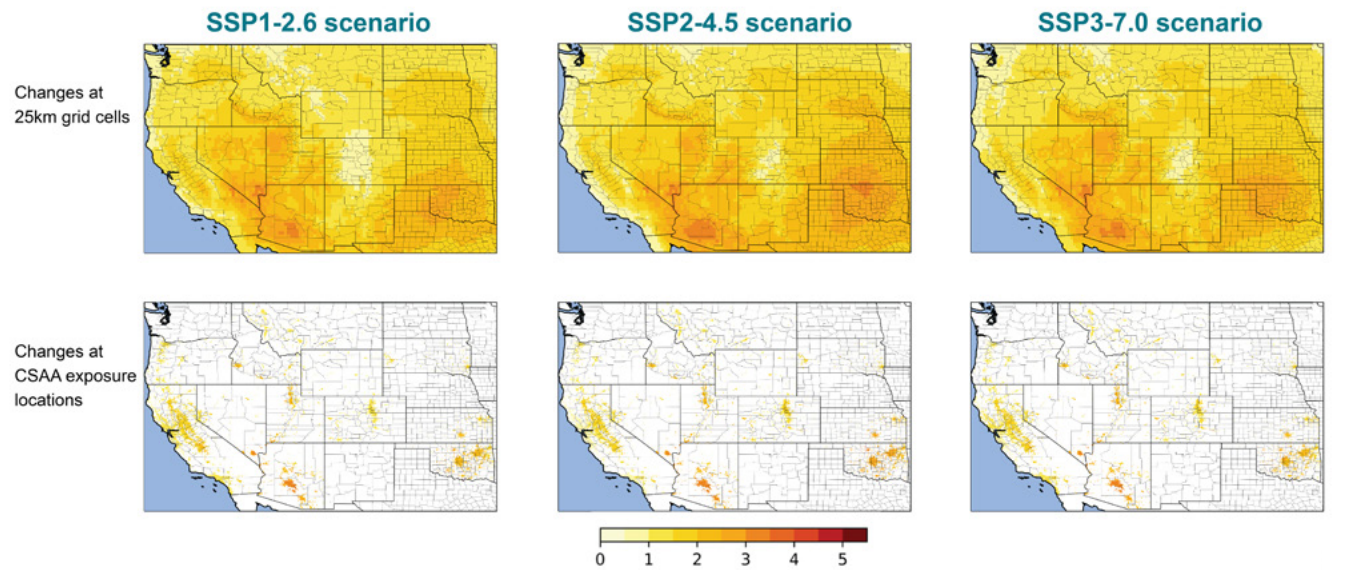 SSP1-2.6 scenario
SSP2-4.5 scenario
SSP3-7.0 scenario
Changes at
25km grid cells
Changes at
CSAA exposure
locations
0 1 2 3 4 5